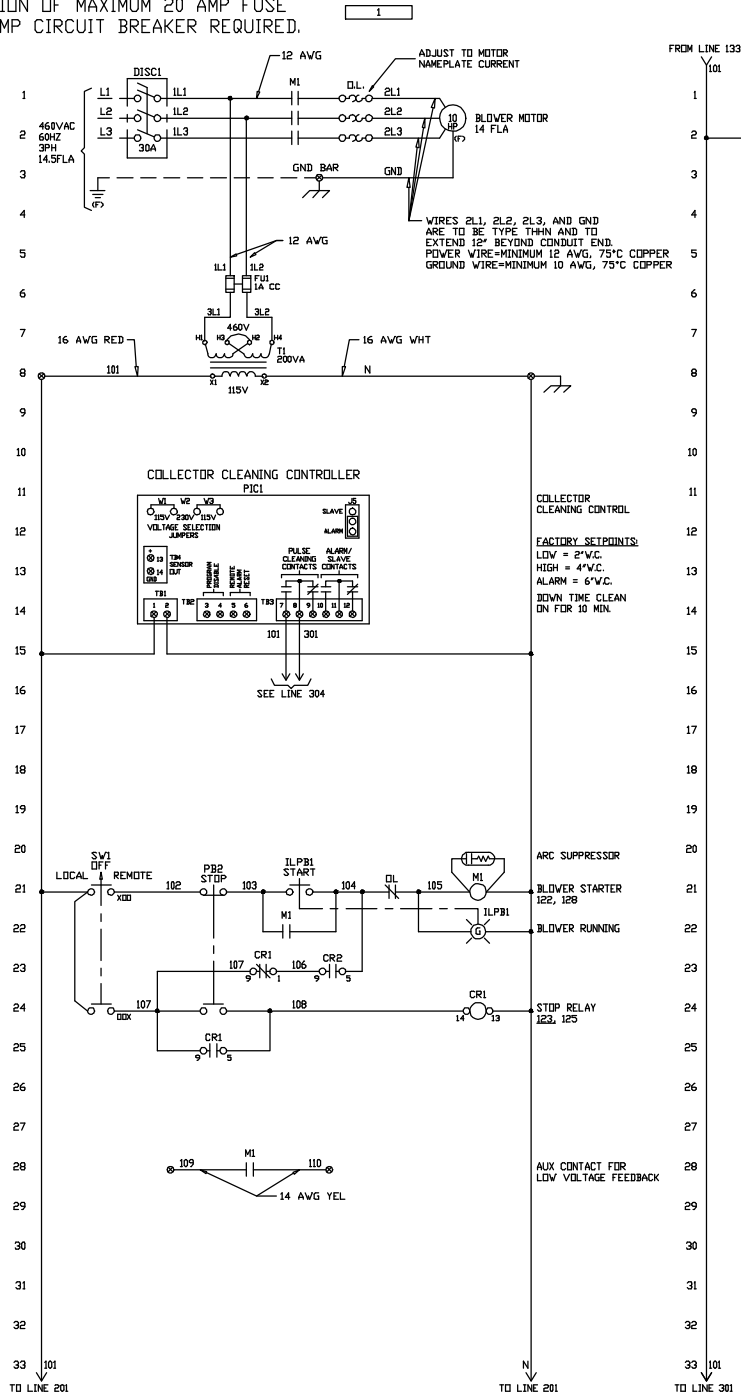 ION OF MAXIMUM 20 AMP FUSE
MP CIRCUIT BREAKER REQUIRED.
1
FROM LINE 133
101
12 AWG
ADJUST TO MOTOR
NAMEPLATE CURRENT
DISC1
M1
O.L.
1 L1 1L1 2L1 1
L2 1L2 2L2 10 HP BLOWER MOTOR
14 FLA
2 L3 1L3 2L3 (F) 2
30A
460VAC
60HZ
3PH
14.5FLA
3 GND BAR GND 3
(F)
4 4
WIRES 2L1, 2L2, 2L3, AND GND
ARE TO BE TYPE THHN AND TO
EXTEND 12" BEYOND CONDUIT END.
POWER WIRE=MINIMUM 12 AWG, 75°C COPPER
GROUND WIRE=MINIMUM 10 AWG, 75°C COPPER
12 AWG
5 5
1L1 1L2
FU1
1A CC
6 6
3L1 3L2
460V
7 7
16 AWG RED
H1 H3 H2 H4
T1
200VA
16 AWG WHT
8 101 X1 X2 N 8
115V
9 9
10 10
COLLECTOR CLEANING CONTROLLER
PIC1
11 11
W1 W2 W3
115V 230V 115V
VOLTAGE SELECTION
JUMPERS
J5
SLAVE
ALARM
COLLECTOR
CLEANING CONTROL
12 12
FACTORY SETPOINTS:
LOW = 2"W.C.
HIGH = 4"W.C.
ALARM = 6"W.C.
DOWN TIME CLEAN
ON FOR 10 MIN.
+
13
14
GND
TB4
SENSOR
OUT
PROGRAM
DISABLE
REMOTE
ALARM
RESET
PULSE
CLEANING
CONTACTS
ALARM/
SLAVE
CONTACTS
13 13
TB1 TB2 TB3
1 2 3 4 5 6 7 8 9 10 11 12
14 14
101 301
15 15
SEE LINE 304
16 16
17 17
18 18
19 19
20 20
SW1
OFF
LOCAL REMOTE
PB2
STOP
ILPB1
START
ARC SUPPRESSOR
21 XOO 102 103 104 OL 105 M1 BLOWER STARTER 21
122, 128
22 M1 G ILPB1 BLOWER RUNNING 22
23 107 CR1 9 1 106 CR2 9 5 23
24 OOX 107 108 CR1 14 13 STOP RELAY 24
123, 125
25 CR1 9 5 25
26 26
27 27
28 109 M1 110 AUX CONTACT FOR 28
LOW VOLTAGE FEEDBACK
14 AWG YEL
29 29
30 30
31 31
32 32
33 101 N 33 101
TO LINE 201 TO LINE 201 TO LINE 301